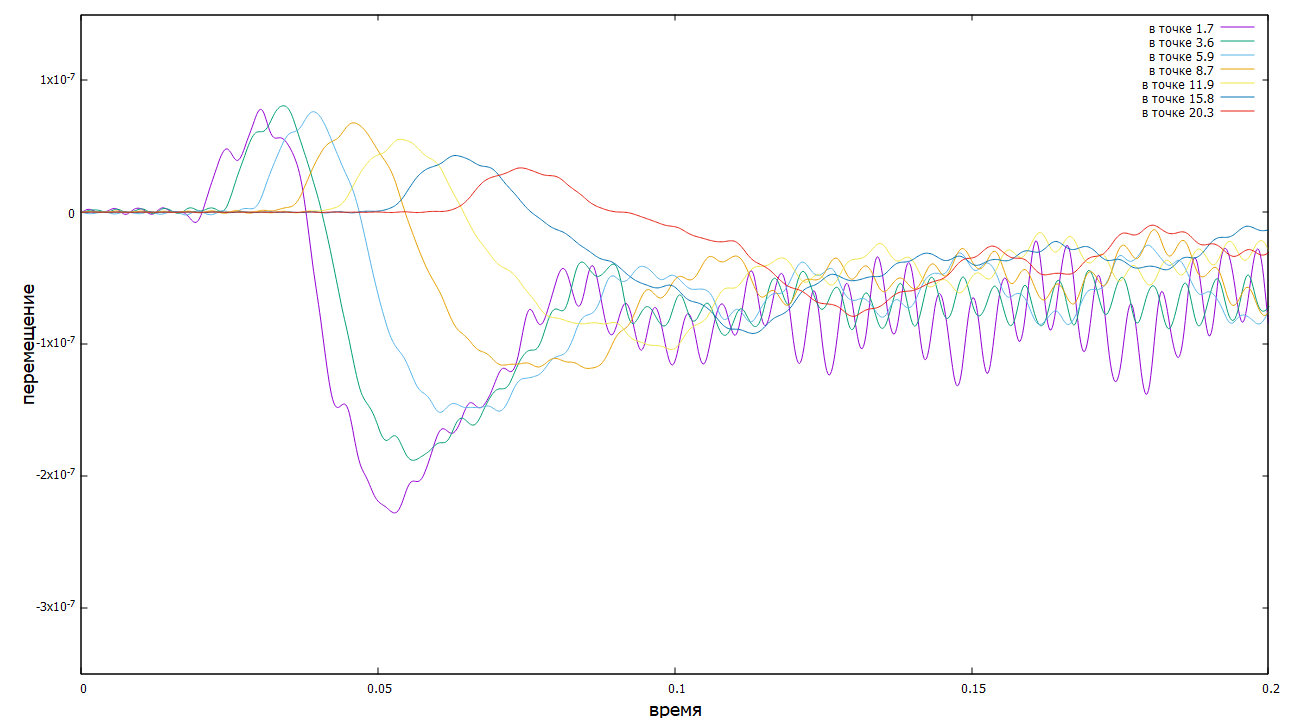 в точке 1.7
в точке 3.6
в точке 5.9
в точке 8.7
в точке 11.9
в точке 15.8
в точке 20.3
1x10⁻⁷
0
-1x10⁻⁷
-2x10⁻⁷
-3x10⁻⁷
перемещение
0
0.05
0.1
0.15
0.2
время